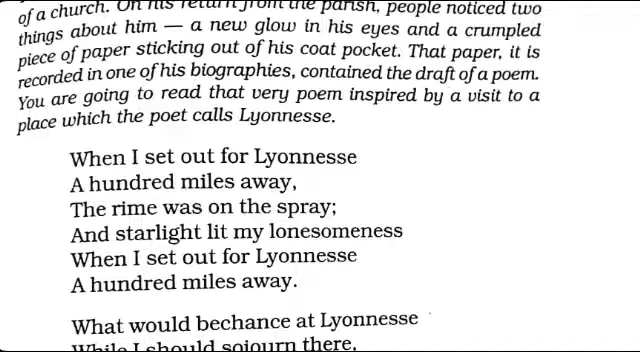 of a church. On his return from the parish, people noticed two
things about him — a new glow in his eyes and a crumpled
piece of paper sticking out of his coat pocket. That paper, it is
recorded in one of his biographies, contained the draft of a poem.
You are going to read that very poem inspired by a visit to a
place which the poet calls Lyonnesse.
When I set out for Lyonnesse
A hundred miles away,
The rime was on the spray;
And starlight lit my lonesomeness
When I set out for Lyonnesse
A hundred miles away.
What would bechance at Lyonnesse
While I should sojourn there,